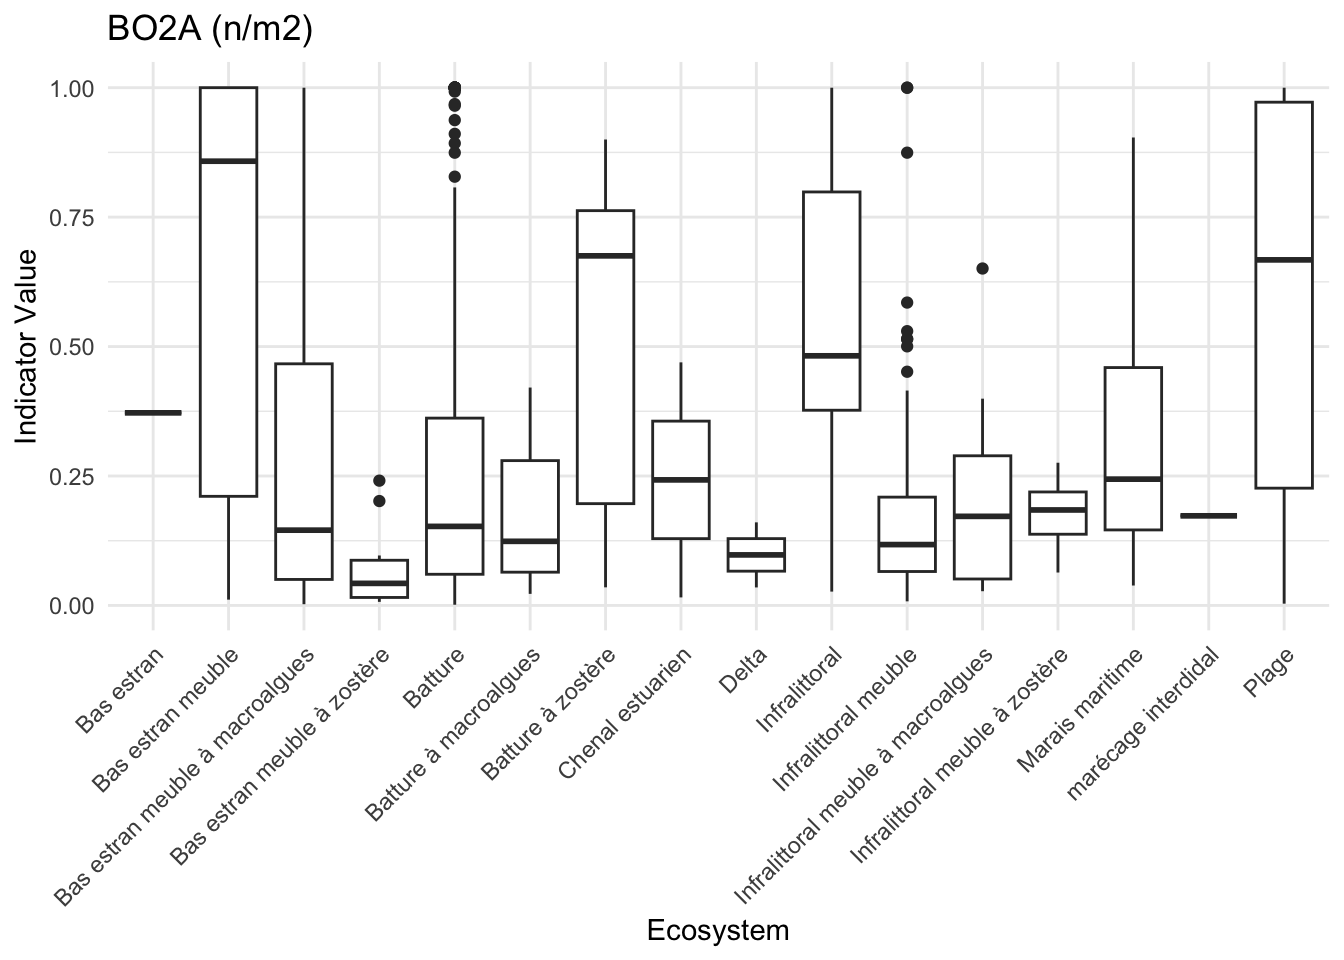 BO2A (n/m2)
Indicator Value
1.00
0.75
0.50
0.25
0.00
Bas estran
Bas estran meuble
Bas estran meuble à macroalgues
Bas estran meuble à zostère
Batture
Batture à macroalgues
Batture à zostère
Chenal estuarien
Delta
Infralittoral
Infralittoral meuble
Infralittoral meuble à macroalgues
Infralittoral meuble à zostère
Marais maritime
marécage interdidal
Plage
Ecosystem